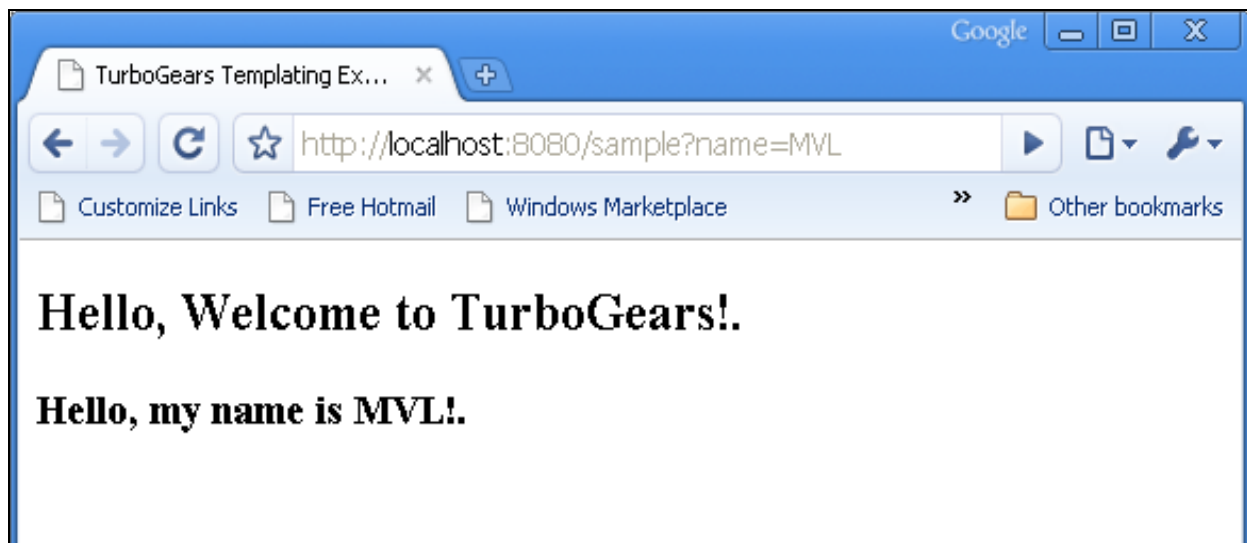 Google
TurboGears Templating Ex...
http://localhost:8080/sample?name=MVL
Customize Links Free Hotmail Windows Marketplace » Other bookmarks
Hello, Welcome to TurboGears!.
Hello, my name is MVL!.